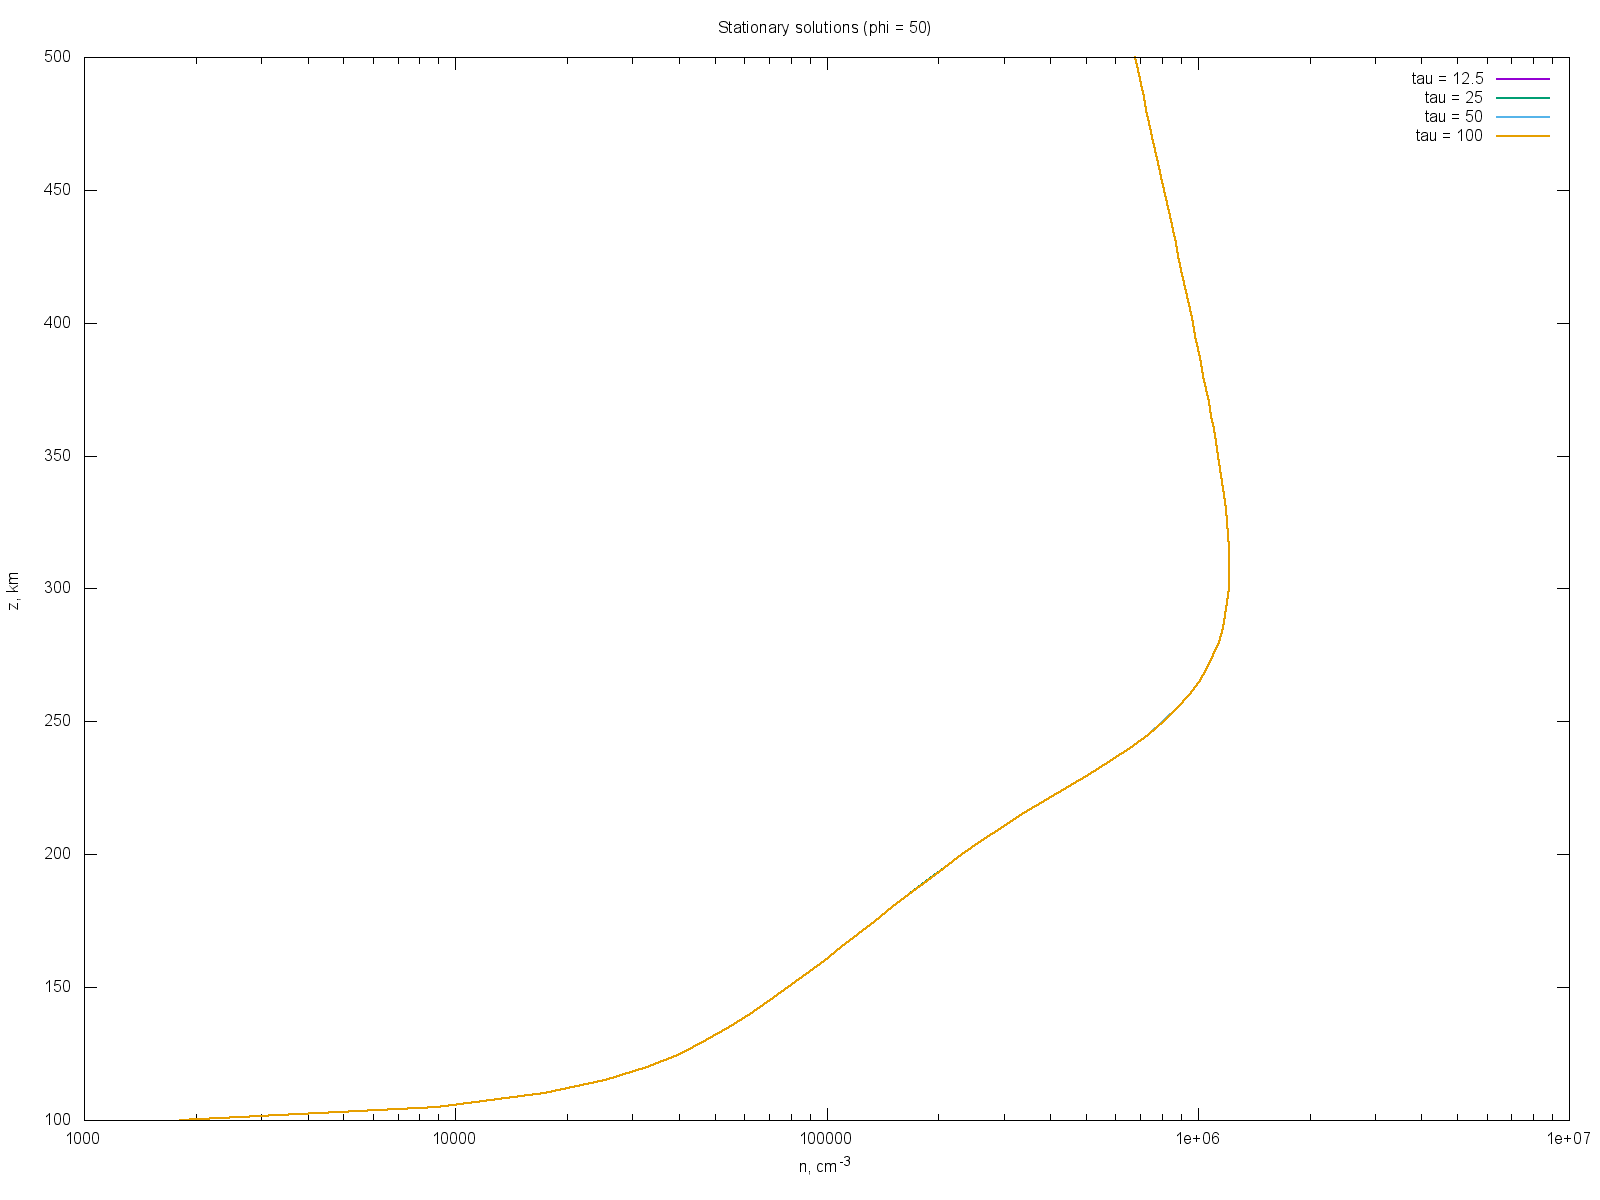 Stationary solutions (phi = 50)
500
450
400
350
300
250
200
150
100
z, km
tau = 12.5
tau = 25
tau = 50
tau = 100
1000
10000
100000
1e+06
1e+07
n, cm-3